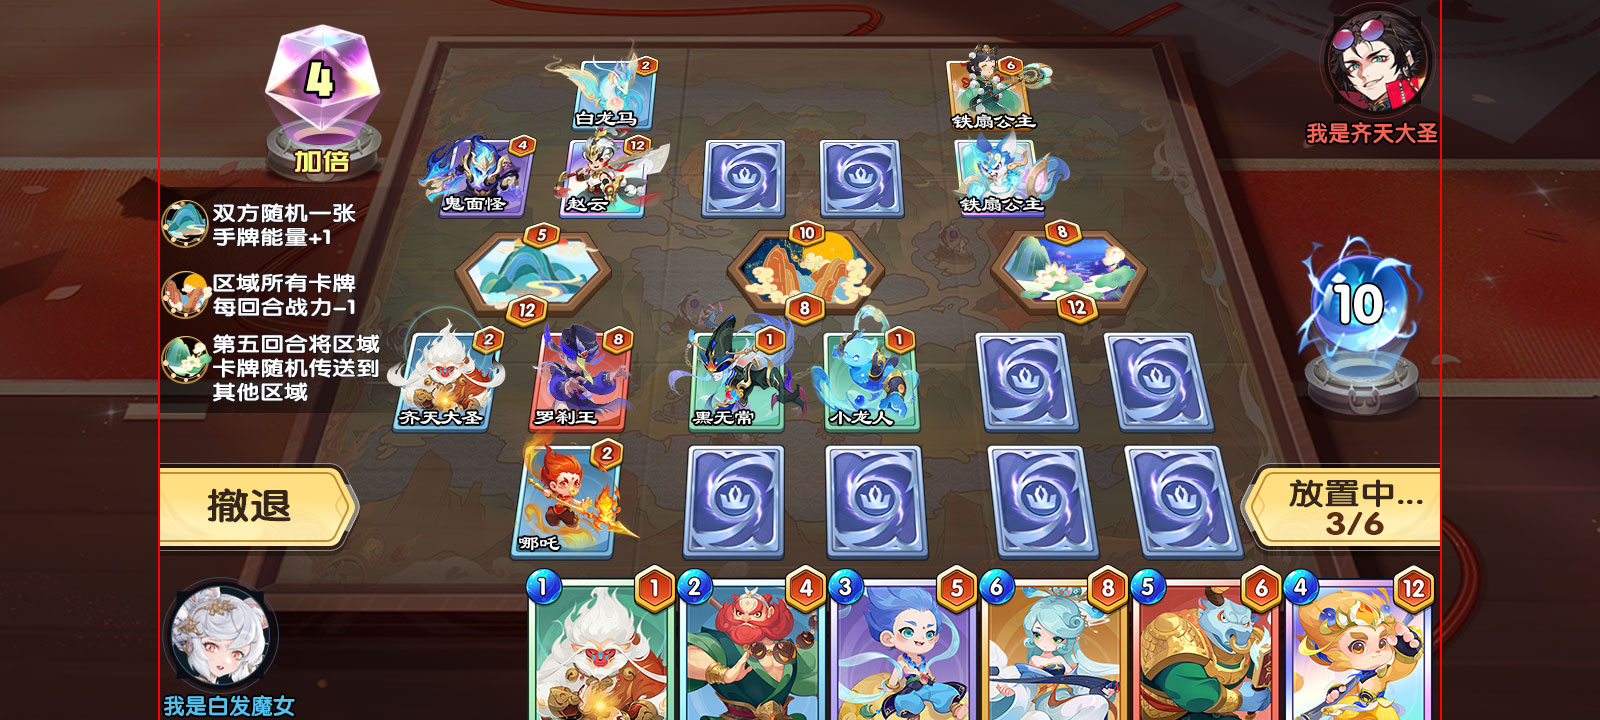 4
加倍
我是齐天大圣
双方随机一张
手牌能量+1
区域所有卡牌
每回合战力-1
第五回合将区域
卡牌随机传送到
其他区域
2
白龙马
6
铁扇公主
4
鬼面怪
12
赵云
铁扇公主
5
12
10
8
8
12
10
2
齐天大圣
8
罗刹王
1
黑无常
1
小龙人
2
哪吒
撤退
放置中...
3/6
我是白发魔女
1
1
2
4
3
5
6
8
5
6
4
12